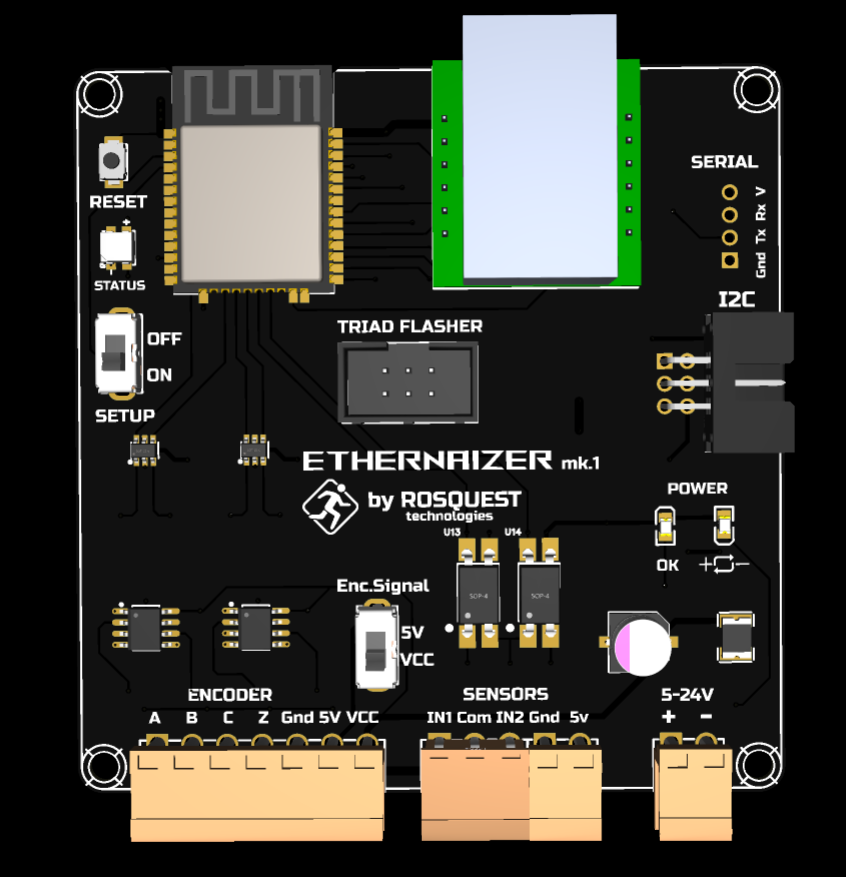 SERIAL
V
Rx
Tx
Gnd
RESET
+
STATUS
I2C
OFF
ON
SETUP
TRIAD FLASHER
ETHERNAIZER mk.1
by ROSQUEST
technologies
POWER
OK
+ -
U13 U14
SOP-4 SOP-4
Enc.Signal
5V
VCC
ENCODER
A B C Z Gnd 5V VCC
SENSORS
IN1 Com IN2 Gnd 5v
5-24V
+ -